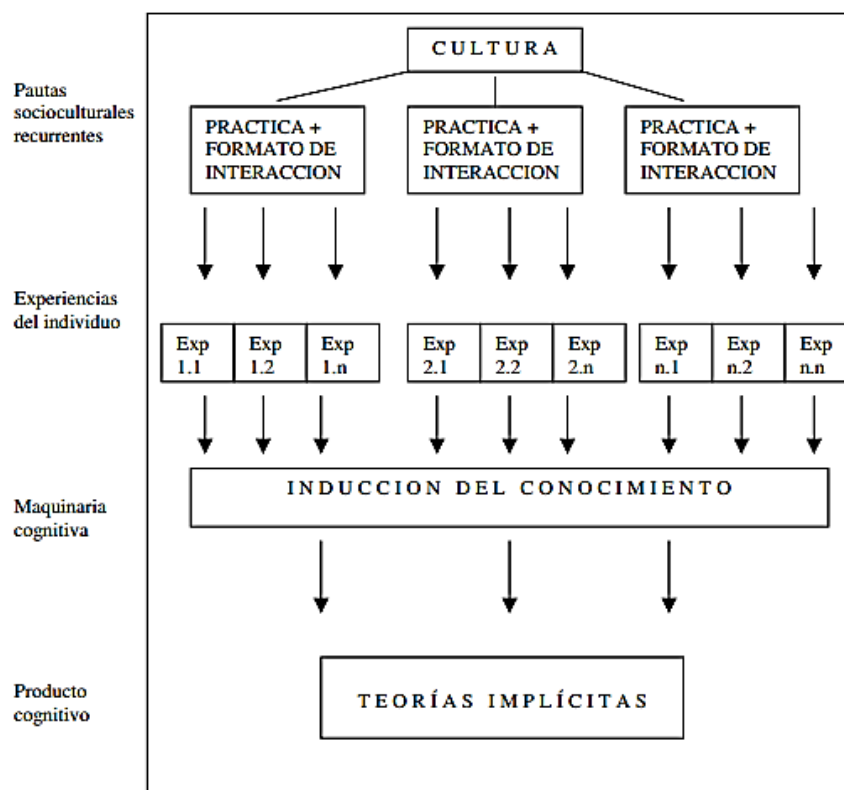 CULTURA
Pautas
socioculturales
recurrentes
PRACTICA +
FORMATO DE
INTERACCION
PRACTICA +
FORMATO DE
INTERACCION
PRACTICA +
FORMATO DE
INTERACCION
Experiencias
del individuo
Exp
1.1
Exp
1.2
Exp
1.n
Exp
2.1
Exp
2.2
Exp
2.n
Exp
n.1
Exp
n.2
Exp
n.n
Maquinaria
cognitiva
INDUCCION DEL CONOCIMIENTO
Producto
cognitivo
TEORÍAS IMPLÍCITAS